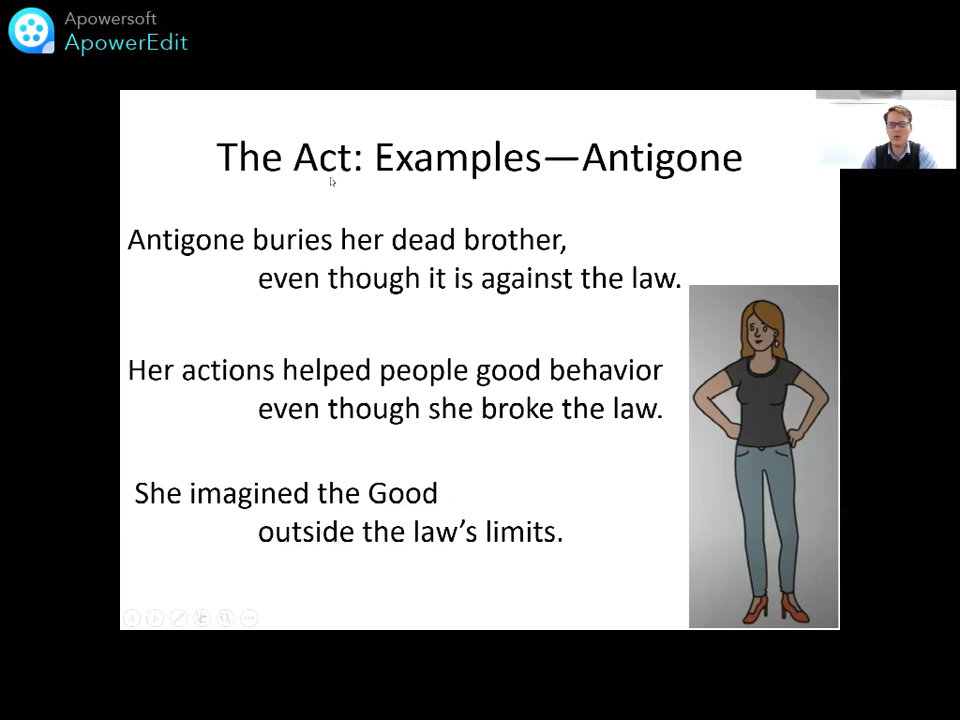 Apowersoft
ApowerEdit
The Act: Examples—Antigone
Antigone buries her dead brother,
even though it is against the law.
Her actions helped people good behavior
even though she broke the law.
She imagined the Good
outside the law’s limits.